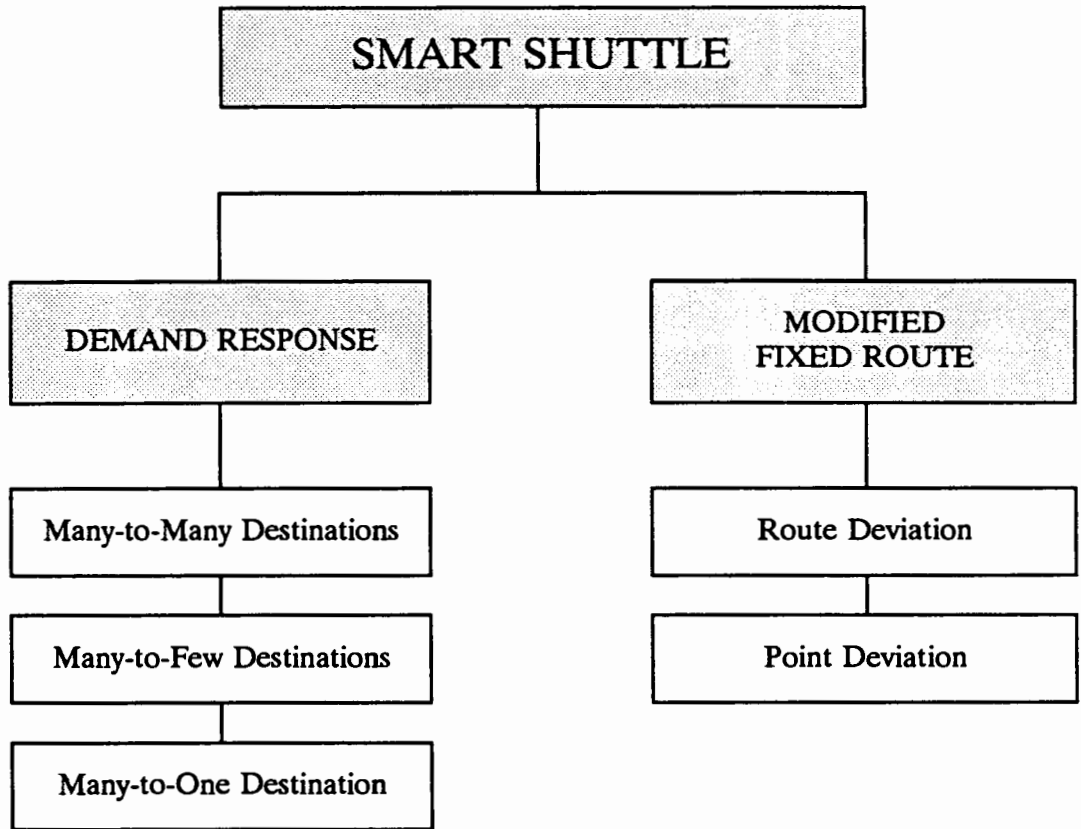 SMART SHUTTLE
DEMAND RESPONSE
Many-to-Many Destinations
Many-to-Few Destinations
Many-to-One Destination
MODIFIED
FIXED ROUTE
Route Deviation
Point Deviation